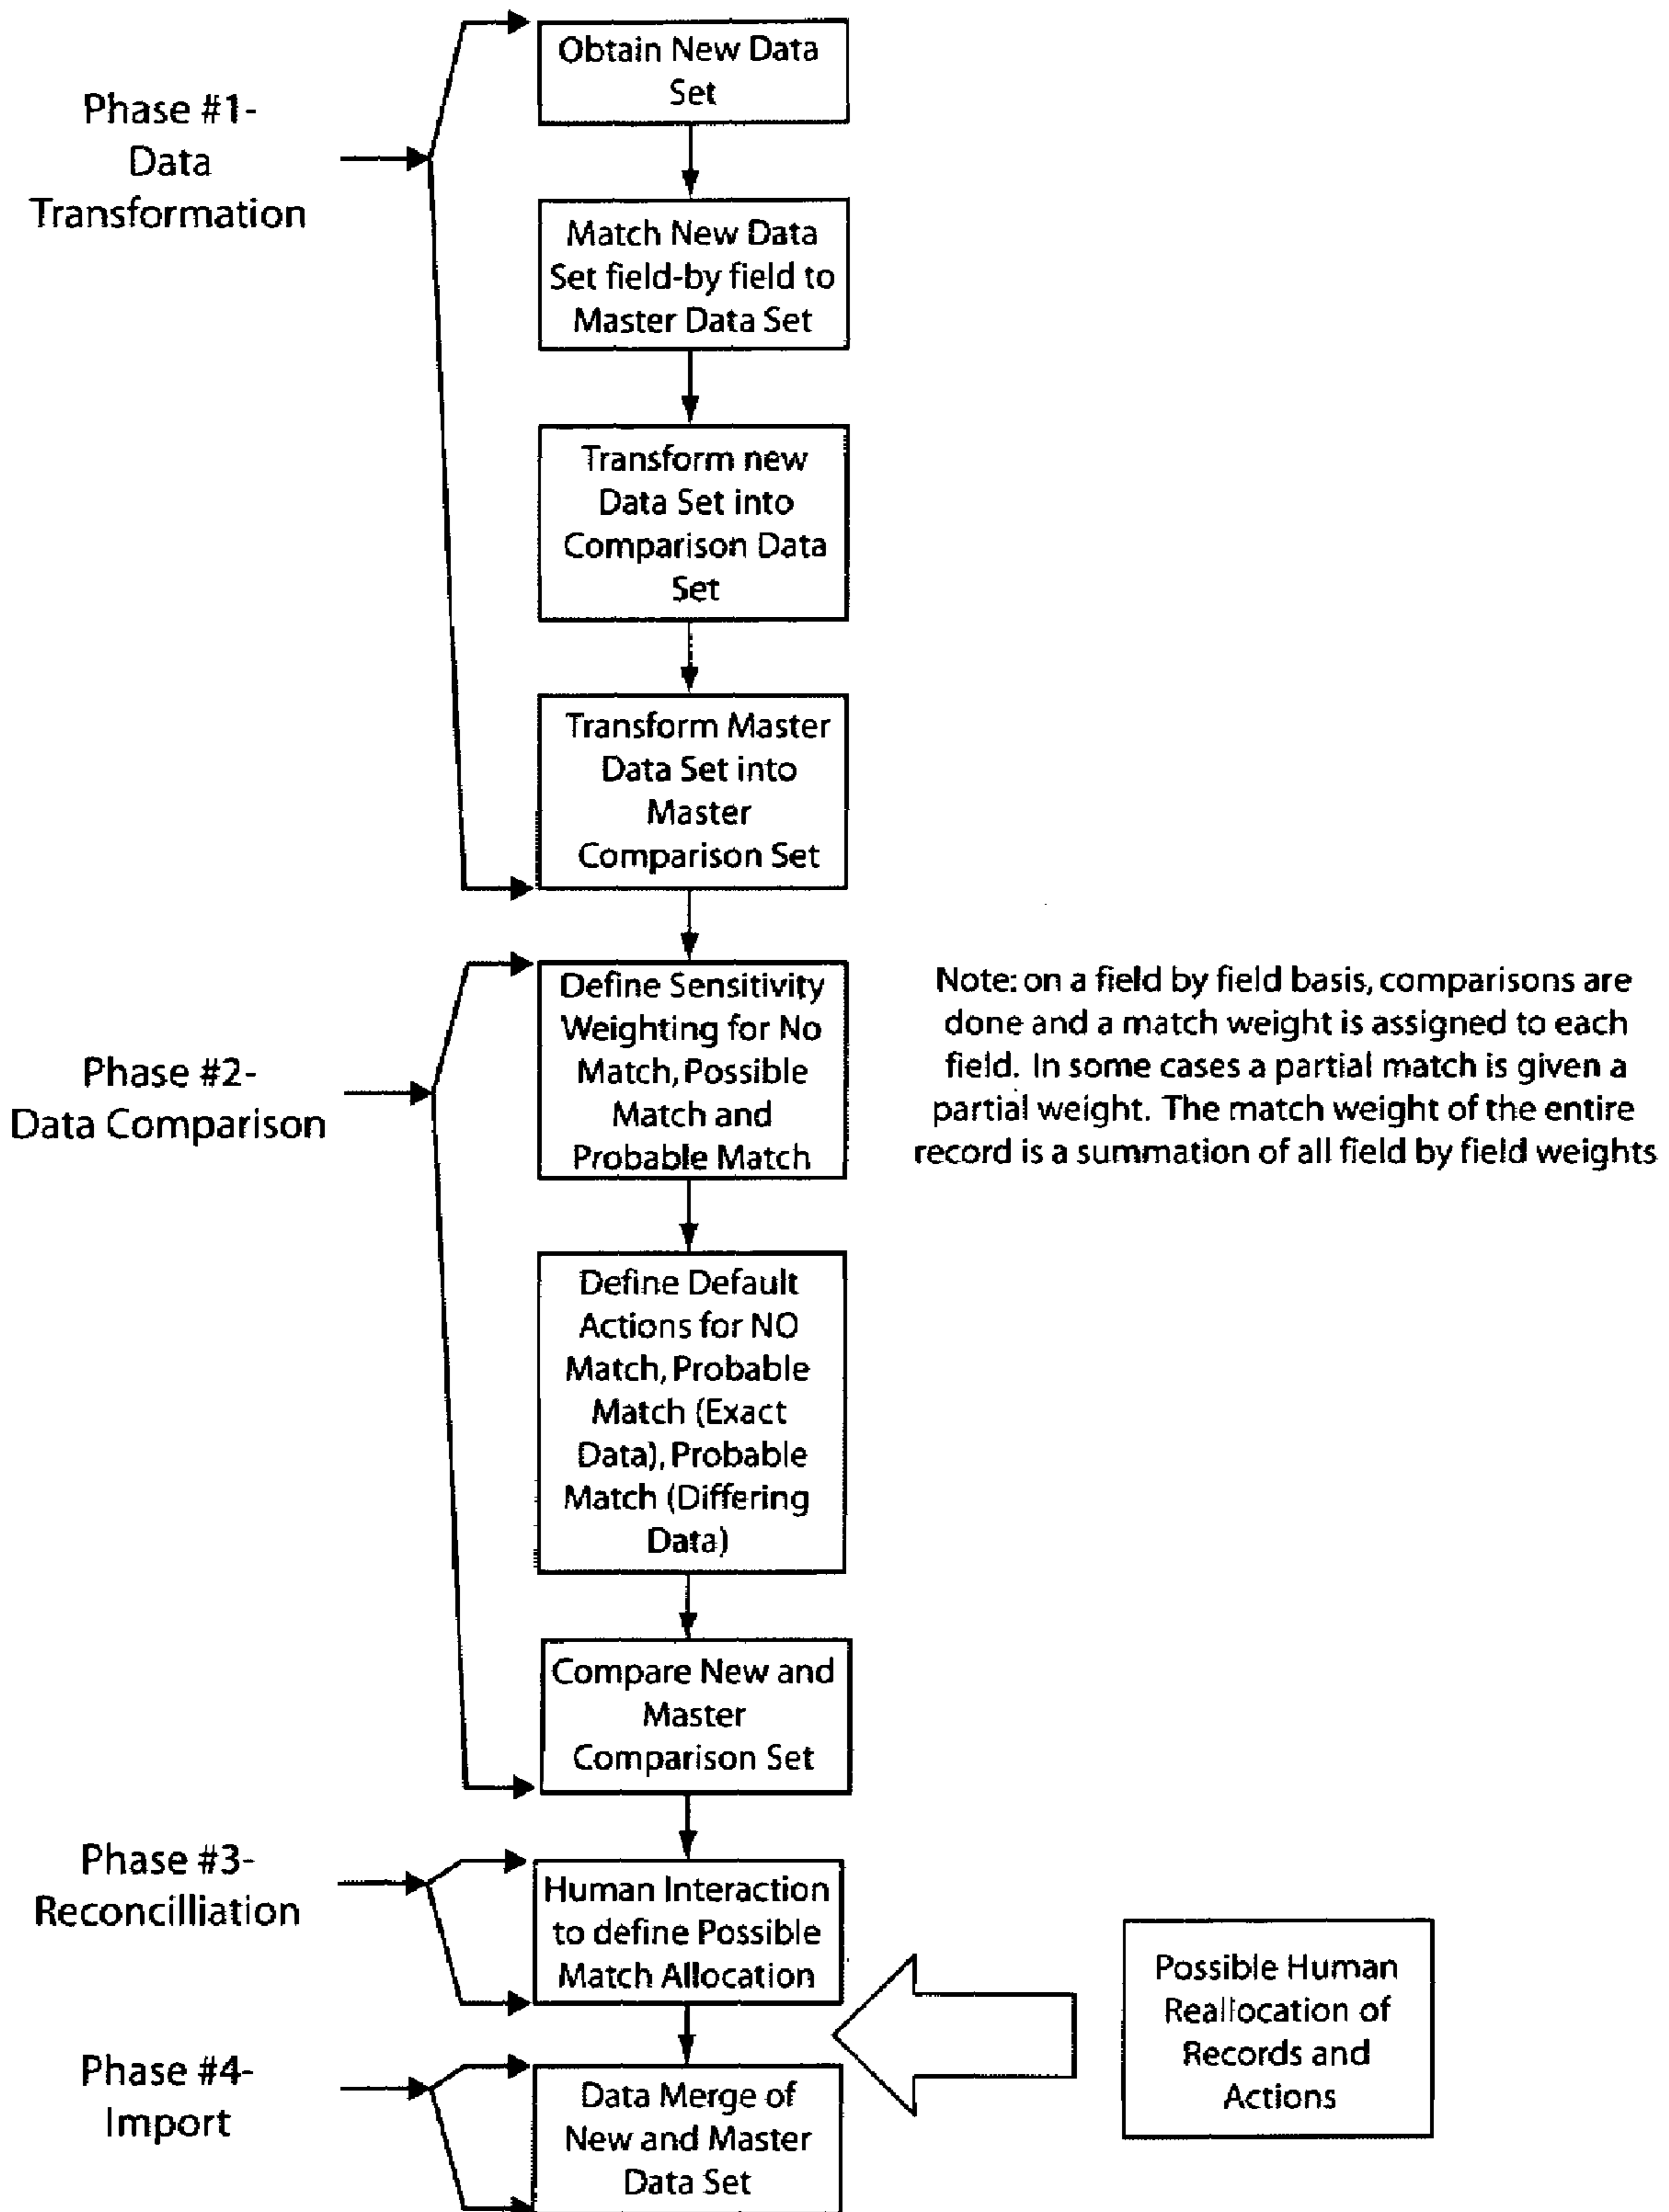 Phase #1-
Data
Transformation
Obtain New Data
Set
Match New Data
Set field-by field to
Master Data Set
Transform new
Data Set into
Comparison Data
Set
Transform Master
Data Set into
Master
Comparison Set
Phase #2-
Data Comparison
Define Sensitivity
Weighting for No
Match, Possible
Match and
Probable Match
Note: on a field by field basis, comparisons are
done and a match weight is assigned to each
field. In some cases a partial match is given a
partial weight. The match weight of the entire
record is a summation of all field by field weights
Define Default
Actions for NO
Match, Probable
Match (Exact
Data), Probable
Match (Differing
Data)
Compare New and
Master
Comparison Set
Phase #3-
Reconcilliation
Human Interaction
to define Possible
Match Allocation
Possible Human
Reallocation of
Records and
Actions
Phase #4-
Import
Data Merge of
New and Master
Data Set